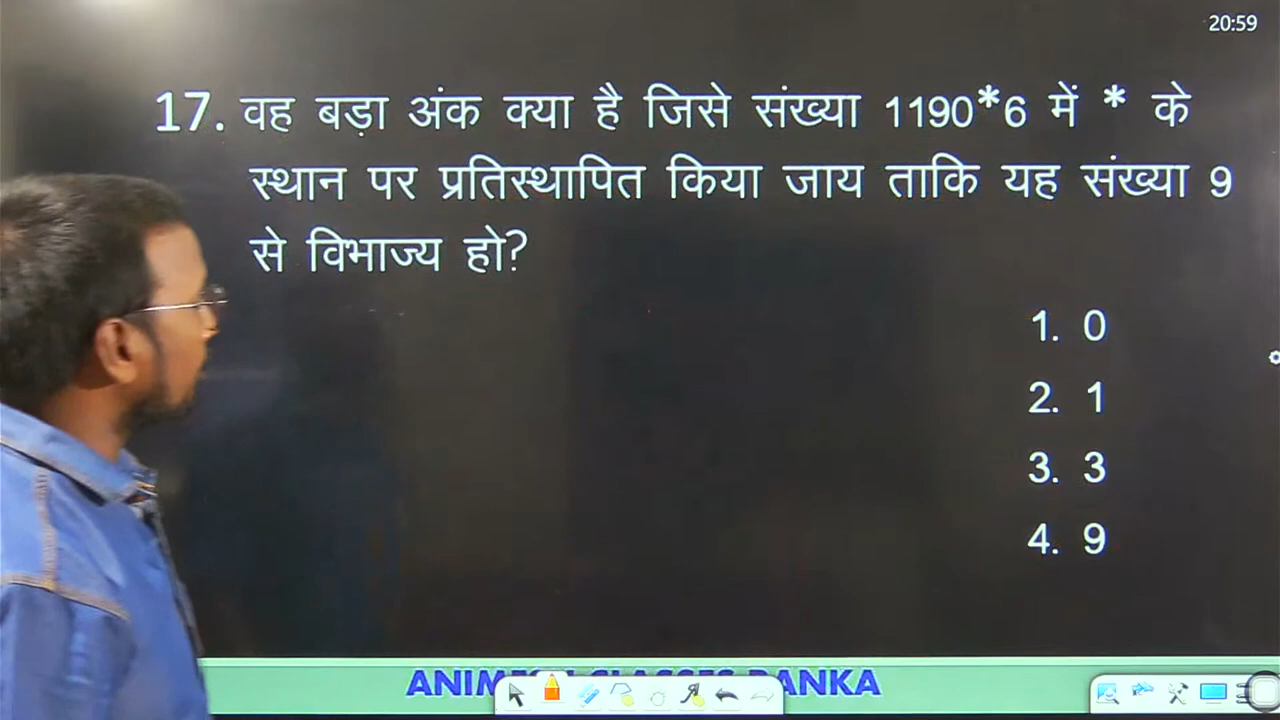 20:59
17. वह बड़ा अंक क्या है जिसे संख्या 1190*6 में * के
स्थान पर प्रतिस्थापित किया जाय ताकि यह संख्या 9
से विभाज्य हो?
1. 0
2. 1
3. 3
4. 9